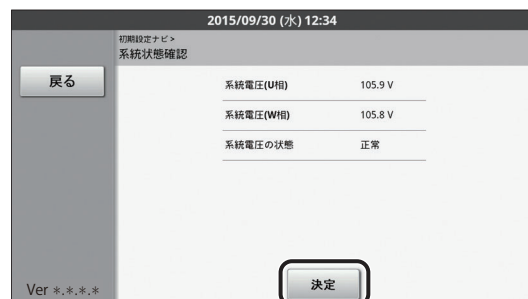 2015/09/30 (水) 12:34
初期設定ナビ>
系統状態確認
戻る
系統電圧(U相) 105.9 V
系統電圧(W相) 105.8 V
系統電圧の状態 正常
決定
Ver *.*.*.*